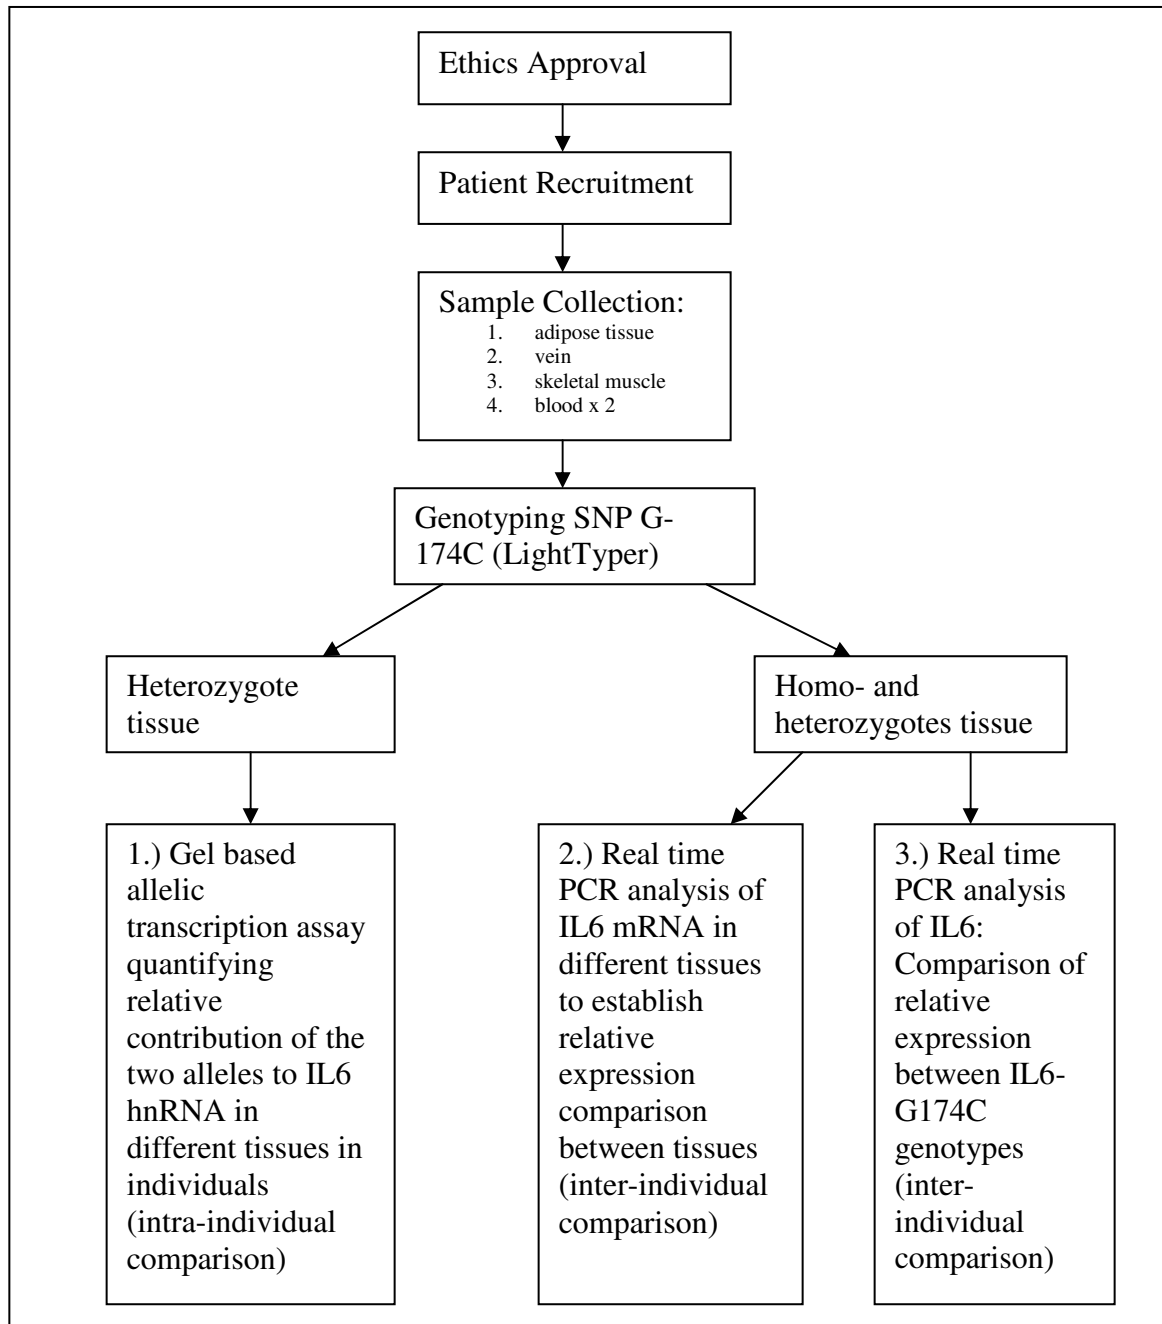 Ethics Approval
Patient Recruitment
Sample Collection:
1. adipose tissue
2. vein
3. skeletal muscle
4. blood x 2
Genotyping SNP G-
174C (LightTyper)
Heterozygote
tissue
Homo- and
heterozygotes tissue
1.) Gel based
allelic
transcription assay
quantifying
relative
contribution of the
two alleles to IL6
hnRNA in
different tissues in
individuals
(intra-individual
comparison)
2.) Real time
PCR analysis of
IL6 mRNA in
different tissues
to establish
relative
expression
comparison
between tissues
(inter-individual
comparison)
3.) Real time
PCR analysis
of IL6:
Comparison of
relative
expression
between IL6-
G174C
genotypes
(inter-
individual
comparison)